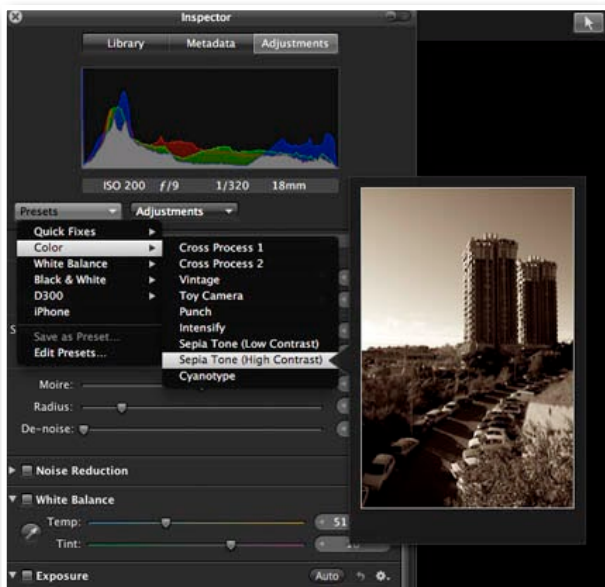 Inspector
Library Metadata Adjustments
ISO 200 f/9 1/320 18mm
Presets Adjustments
Quick Fixes
Color
White Balance
Black & White
D300
iPhone
Save as Preset...
Edit Presets...
Cross Process 1
Cross Process 2
Vintage
Toy Camera
Punch
Intensify
Sepia Tone (Low Contrast)
Sepia Tone (High Contrast)
Cyanotype
Moire:
Radius:
De-noise:
Noise Reduction
White Balance
Temp:
Tint:
Exposure Auto